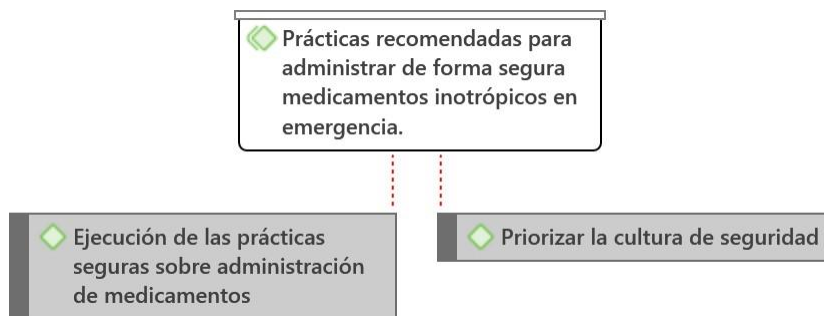 Prácticas recomendadas para
administrar de forma segura
medicamentos inotrópicos en
emergencia.
Ejecución de las prácticas
seguras sobre administración
de medicamentos
Priorizar la cultura de seguridad